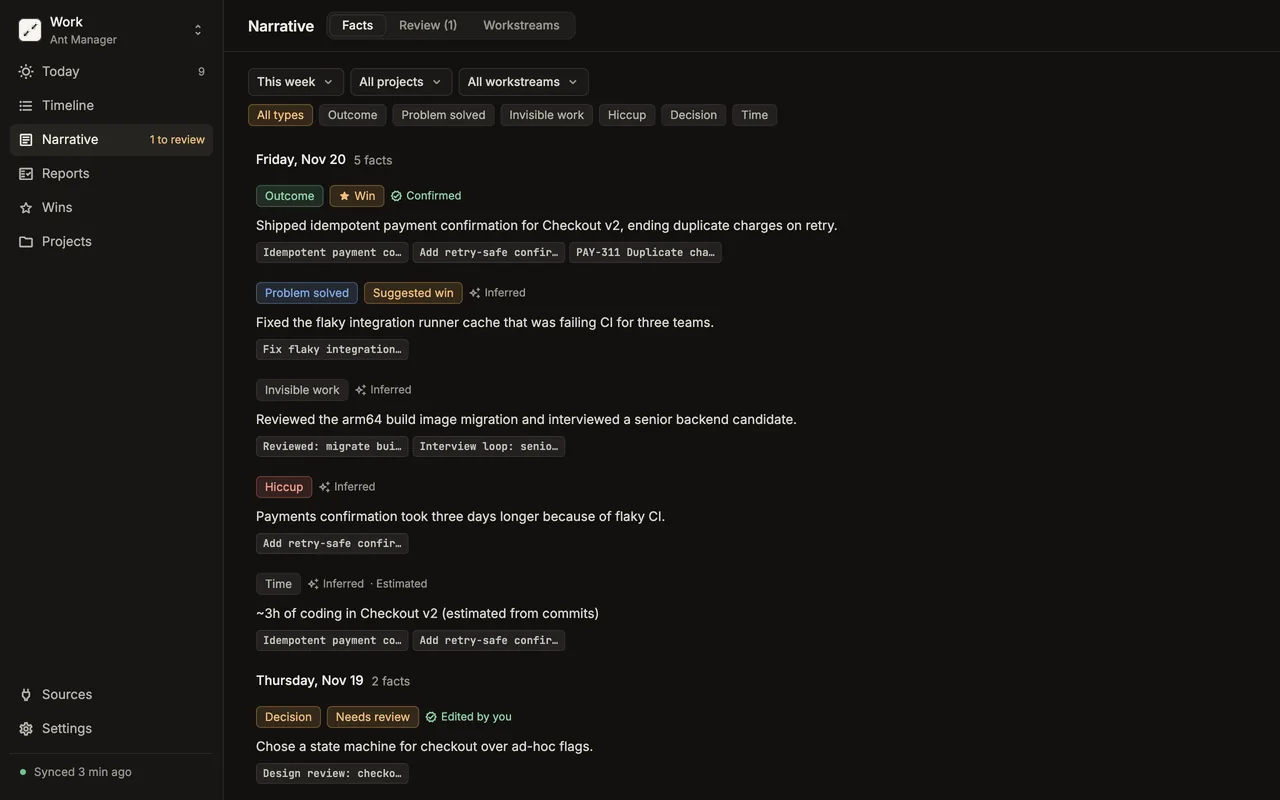 Work
Ant Manager
Today 9
Timeline
Narrative 1 to review
Reports
Wins
Projects
Sources
Settings
Synced 3 min ago
Narrative Facts Review (1) Workstreams
This week All projects All workstreams
All types Outcome Problem solved Invisible work Hiccup Decision Time
Friday, Nov 20 5 facts
Outcome Win Confirmed
Shipped idempotent payment confirmation for Checkout v2, ending duplicate charges on retry.
Idempotent payment co… Add retry-safe confir… PAY-311 Duplicate cha…
Problem solved Suggested win Inferred
Fixed the flaky integration runner cache that was failing CI for three teams.
Fix flaky integration…
Invisible work Inferred
Reviewed the arm64 build image migration and interviewed a senior backend candidate.
Reviewed: migrate bui… Interview loop: senio…
Hiccup Inferred
Payments confirmation took three days longer because of flaky CI.
Add retry-safe confir…
Time Inferred · Estimated
~3h of coding in Checkout v2 (estimated from commits)
Idempotent payment co… Add retry-safe confir…
Thursday, Nov 19 2 facts
Decision Needs review Edited by you
Chose a state machine for checkout over ad-hoc flags.
Design review: checko…